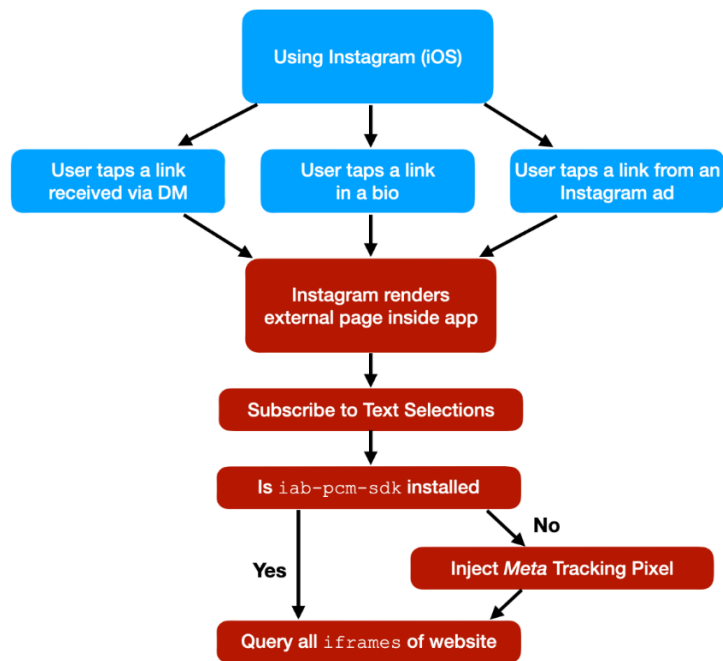 Using Instagram (iOS)
User taps a link
received via DM
User taps a link
in a bio
User taps a link from an
Instagram ad
Instagram renders
external page inside app
Subscribe to Text Selections
Is iab-pcm-sdk installed
No
Yes
Inject Meta Tracking Pixel
Query all iframes of website